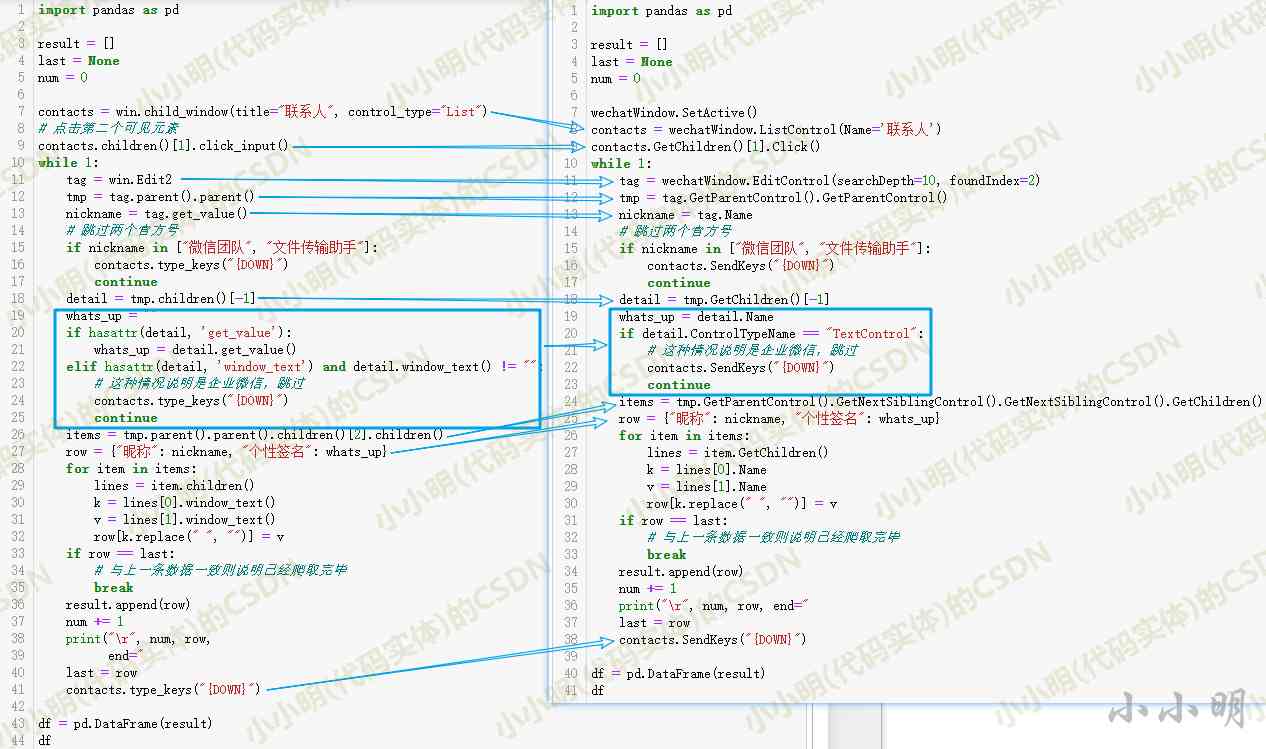 1 import pandas as pd
2
3 result = []
4 last = None
5 num = 0
6
7 contacts = win.child_window(title="联系人", control_type="List")
8 # 点击第二个可见元素
9 contacts.children()[1].click_input()
10 while 1:
11 tag = win.Edit2
12 tmp = tag.parent().parent()
13 nickname = tag.get_value()
14 # 跳过两个官方号
15 if nickname in ["微信团队", "文件传输助手"]:
16 contacts.type_keys("{DOWN}")
17 continue
18 detail = tmp.children()[-1]
19 whats_up = ""
20 if hasattr(detail, 'get_value'):
21 whats_up = detail.get_value()
22 elif hasattr(detail, 'window_text') and detail.window_text() != "":
23 # 这种情况说明是企业微信，跳过
24 contacts.type_keys("{DOWN}")
25 continue
26 items = tmp.parent().parent().children()[2].children()
27 row = {"昵称": nickname, "个性签名": whats_up}
28 for item in items:
29 lines = item.children()
30 k = lines[0].window_text()
31 v = lines[1].window_text()
32 row[k.replace(" ", "")] = v
33 if row == last:
34 # 与上一条数据一致则说明已经爬取完毕
35 break
36 result.append(row)
37 num += 1
38 print("\r", num, row,
39 end="
40 last = row
41 contacts.type_keys("{DOWN}")
42
43 df = pd.DataFrame(result)
44 df
1 import pandas as pd
2
3 result = []
4 last = None
5 num = 0
6
7 wechatWindow.SetActive()
8 contacts = wechatWindow.ListControl(Name='联系人')
9 contacts.GetChildren()[1].Click()
10 while 1:
11 tag = wechatWindow.EditControl(searchDepth=10, foundIndex=2)
12 tmp = tag.GetParentControl().GetParentControl()
13 nickname = tag.Name
14 # 跳过两个官方号
15 if nickname in ["微信团队", "文件传输助手"]:
16 contacts.SendKeys("{DOWN}")
17 continue
18 detail = tmp.GetChildren()[-1]
19 whats_up = detail.Name
20 if detail.ControlTypeName == "TextControl":
21 # 这种情况说明是企业微信，跳过
22 contacts.SendKeys("{DOWN}")
23 continue
24 items = tmp.GetParentControl().GetNextSiblingControl().GetNextSiblingControl().GetChildren()
25 row = {"昵称": nickname, "个性签名": whats_up}
26 for item in items:
27 lines = item.GetChildren()
28 k = lines[0].Name
29 v = lines[1].Name
30 row[k.replace(" ", "")] = v
31 if row == last:
32 # 与上一条数据一致则说明已经爬取完毕
33 break
34 result.append(row)
35 num += 1
36 print("\r", num, row, end="
37 last = row
38 contacts.SendKeys("{DOWN}")
39
40 df = pd.DataFrame(result)
41 df
小小明(代码实体)的CSDN
小小明